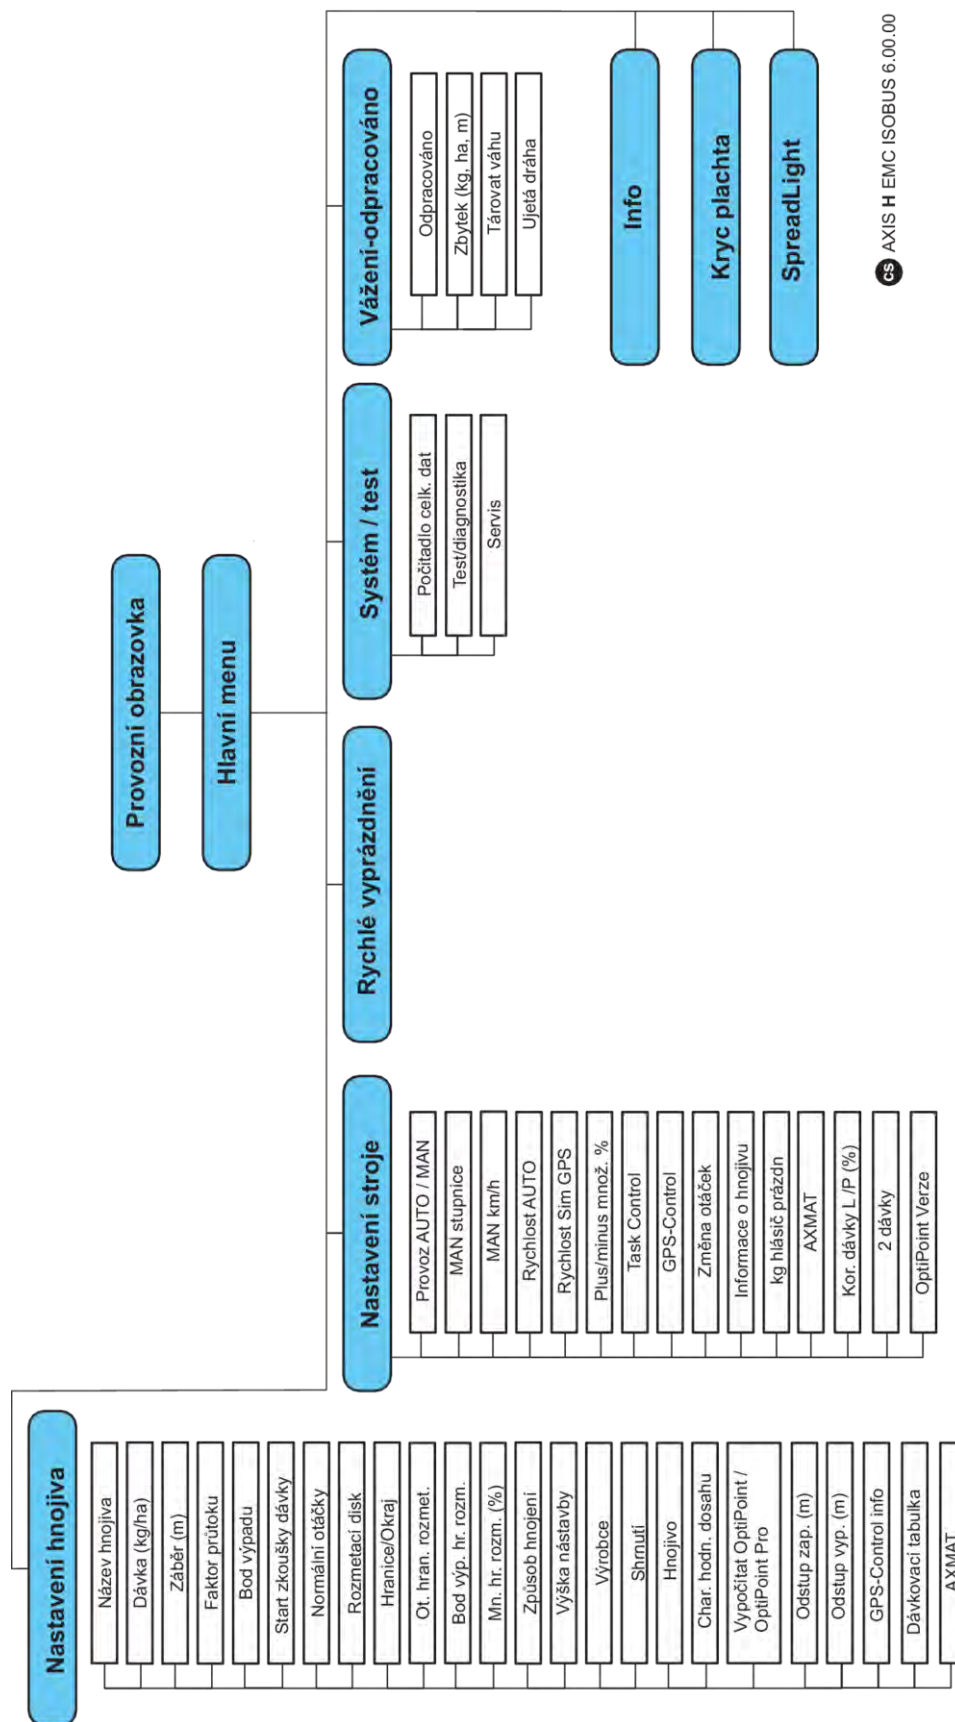 Provozní obrazovka
Hlavní menu
Nastavení hnojiva
Název hnojiva
Dávka (kg/ha)
Záběr (m)
Faktor průtoku
Bod výpadu
Start zkoušky dávky
Normální otáčky
Rozmetací disk
Hranice/Okraj
Ot. hran. rozmet.
Bod výp. hr. rozm.
Mn. hr. rozm. (%)
Způsob hnojení
Výška nástavby
Výrobce
Shrnutí
Hnojivo
Char. hodn. dosahu
Vypočítat OptiPoint /
OptiPoint Pro
Odstup zap. (m)
Odstup vyp. (m)
GPS-Control info
Dávkovací tabulka
AXMAT
Nastavení stroje
Provoz AUTO / MAN
MAN stupnice
MAN km/h
Rychlost AUTO
Rychlost Sim GPS
Plus/minus množ. %
Task Control
GPS-Control
Změna otáček
Informace o hnojivu
kg hlásič prázdn
AXMAT
Kor. dávky L /P (%)
2 dávky
OptiPoint Verze
Rychlé vyprázdnění
Systém / test
Počitadlo celk. dat
Test/diagnostika
Servis
Vážení-odpracováno
Odpracováno
Zbytek (kg, ha, m)
Tárovat váhu
Ujetá dráha
Info
Kryc plachta
SpreadLight
cs AXIS H EMC ISOBUS 6.00.00